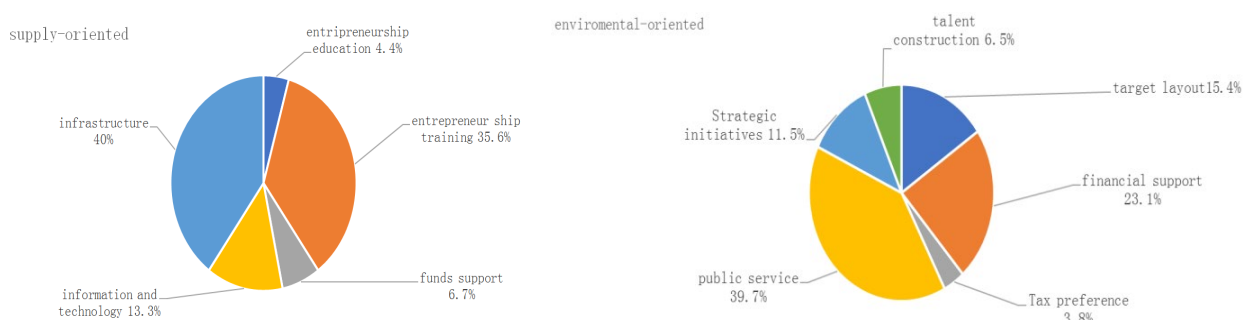 supply-oriented
entripreneurship
education 4.4%
infrastructure
40%
entrepreneur ship
training 35.6%
funds support
6.7%
information and
technology 13.3%
enviromental-oriented
talent
construction 6.5%
target layout15.4%
Strategic
initiatives 11.5%
financial support
23.1%
public service
39.7%
Tax preference
3.8%